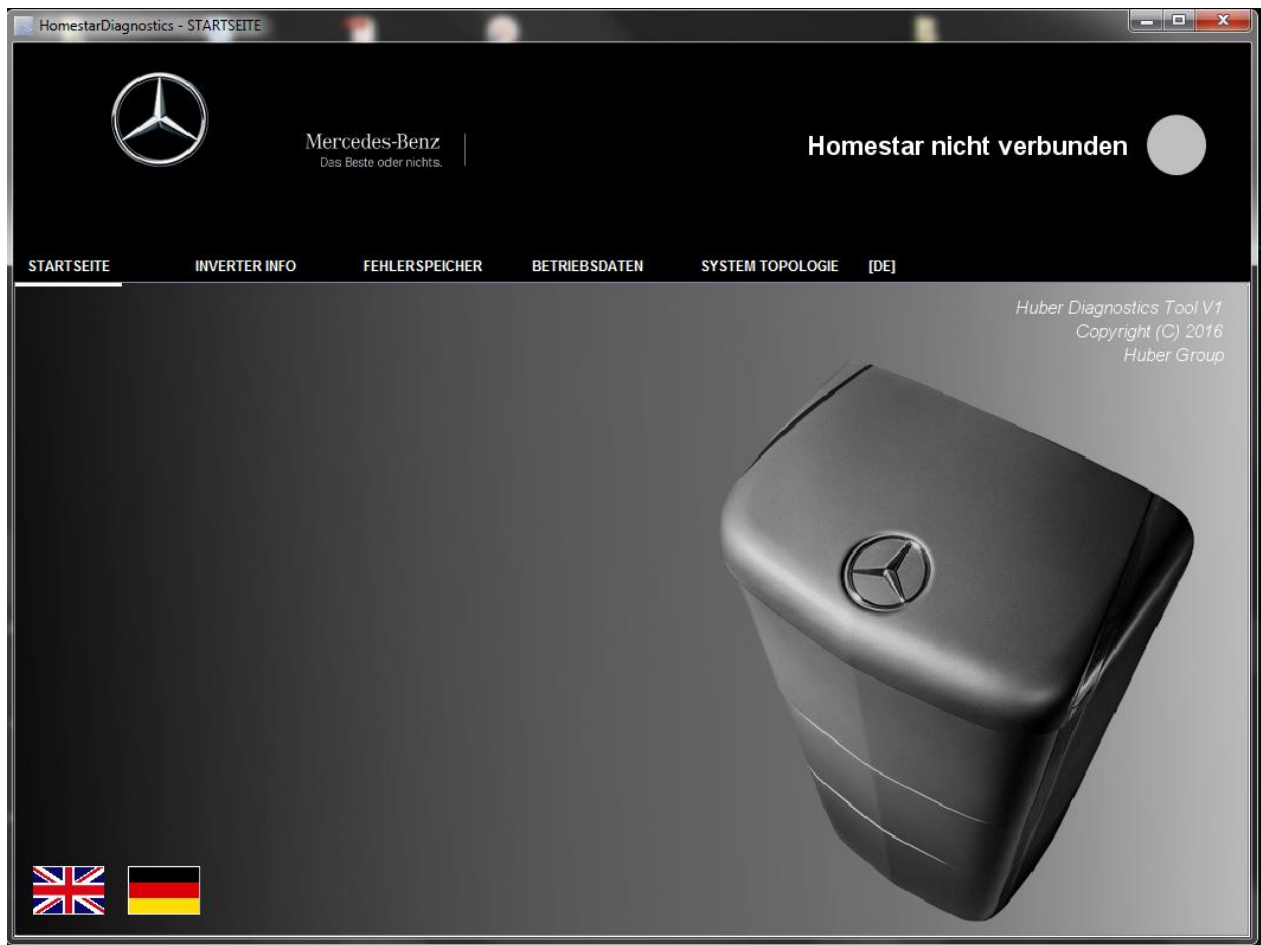 HomestarDiagnostics - STARTSEITE
Mercedes-Benz
Das Beste oder nichts.
Homestar nicht verbunden
STARTSEITE INVERTER INFO FEHLERSPEICHER BETRIEBSDATEN SYSTEM TOPOLOGIE [DE]
Huber Diagnostics Tool V1
Copyright (C) 2016
Huber Group